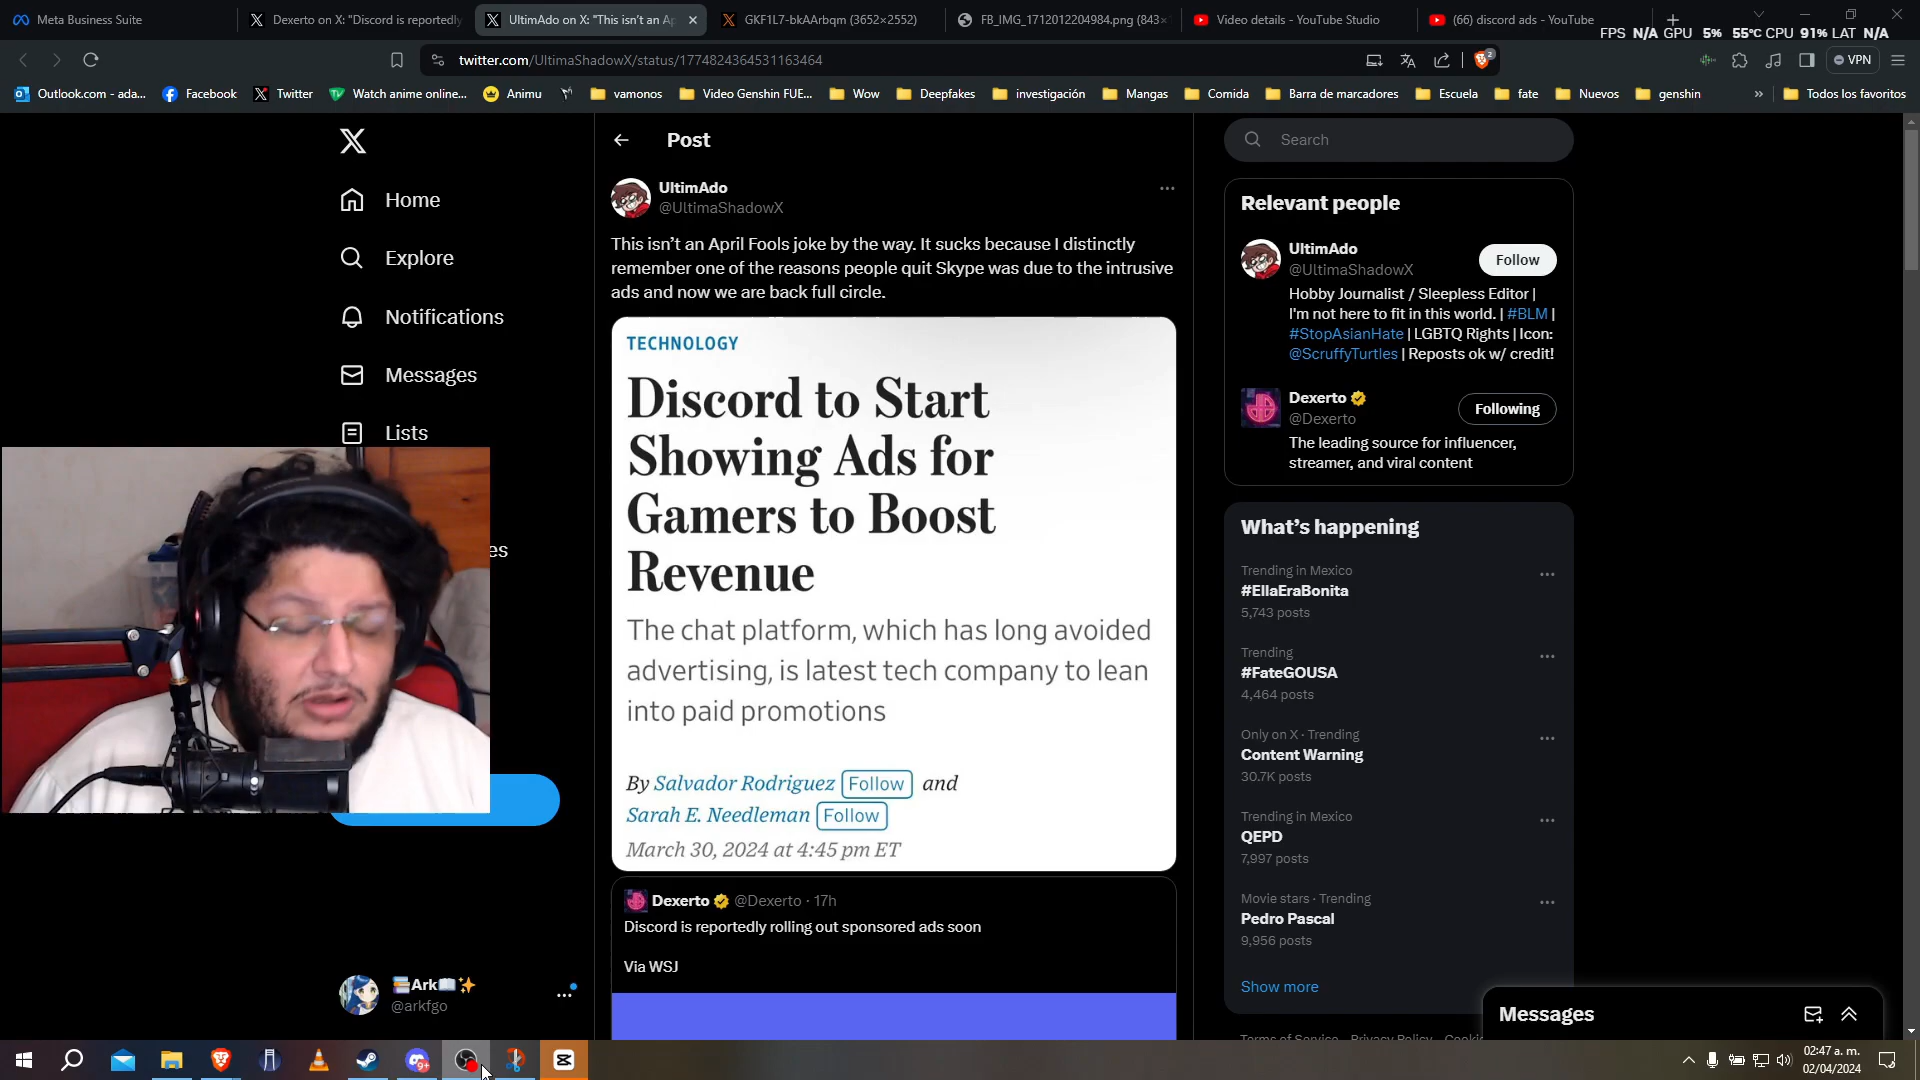 Meta Business Suite
Dexerto on X: "Discord is reportedly
UltimAdo on X: "This isn't an Ap
GKF1L7-bkAArbqm (3652×2552)
FB_IMG_1712012204984.png (843×
Video details - YouTube Studio
(66) discord ads - YouTube
FPS N/A GPU 5% 55°C CPU 91% LAT N/A
twitter.com/UltimaShadowX/status/1774824364531163464
2
VPN
Outlook.com - ada...
Facebook
Twitter
Watch anime online...
Animu
vamonos
Video Genshin FUE...
Wow
Deepfakes
investigación
Mangas
Comida
Barra de marcadores
Escuela
fate
Nuevos
genshin
»
Todos los favoritos
Home
Explore
Notifications
Messages
Lists
es
Ark
@arkfgo
Post
UltimAdo
@UltimaShadowX
This isn't an April Fools joke by the way. It sucks because I distinctly
remember one of the reasons people quit Skype was due to the intrusive
ads and now we are back full circle.
TECHNOLOGY
Discord to Start
Showing Ads for
Gamers to Boost
Revenue
The chat platform, which has long avoided
advertising, is latest tech company to lean
into paid promotions
By Salvador Rodriguez Follow and
Sarah E. Needleman Follow
March 30, 2024 at 4:45 pm ET
Dexerto @Dexerto · 17h
Discord is reportedly rolling out sponsored ads soon
Via WSJ
Search
Relevant people
UltimAdo
@UltimaShadowX
Follow
Hobby Journalist / Sleepless Editor |
I'm not here to fit in this world. | #BLM |
#StopAsianHate | LGBTQ Rights | Icon:
@ScruffyTurtles | Reposts ok w/ credit!
Dexerto
@Dexerto
Following
The leading source for influencer,
streamer, and viral content
What's happening
Trending in Mexico
#EllaEraBonita
5,743 posts
Trending
#FateGOUSA
4,464 posts
Only on X · Trending
Content Warning
30.7K posts
Trending in Mexico
QEPD
7,997 posts
Movie stars · Trending
Pedro Pascal
9,956 posts
Show more
Messages
9+
02:47 a. m.
02/04/2024